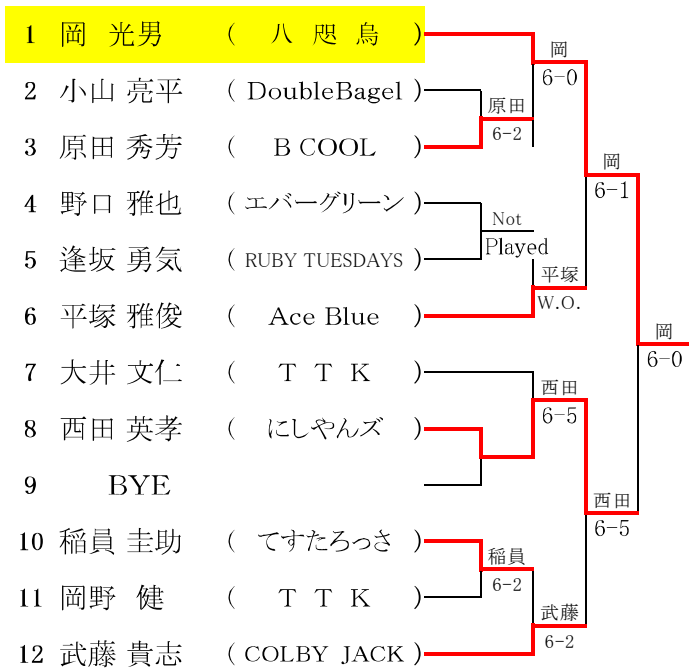 1 岡 光男 ( 八 咫 烏 )
2 小山 亮平 ( DoubleBagel )
3 原田 秀芳 ( B COOL )
4 野口 雅也 ( エバーグリーン )
5 逢坂 勇気 ( RUBY TUESDAYS )
6 平塚 雅俊 ( Ace Blue )
7 大井 文仁 ( T T K )
8 西田 英孝 ( にしやんズ )
9 BYE
10 稲員 圭助 ( てすたろっさ )
11 岡野 健 ( T T K )
12 武藤 貴志 ( COLBY JACK )
原田
6-2
Not
Played
稲員
6-2
岡
6-0
平塚
W.O.
西田
6-5
武藤
6-2
岡
6-1
西田
6-5
岡
6-0